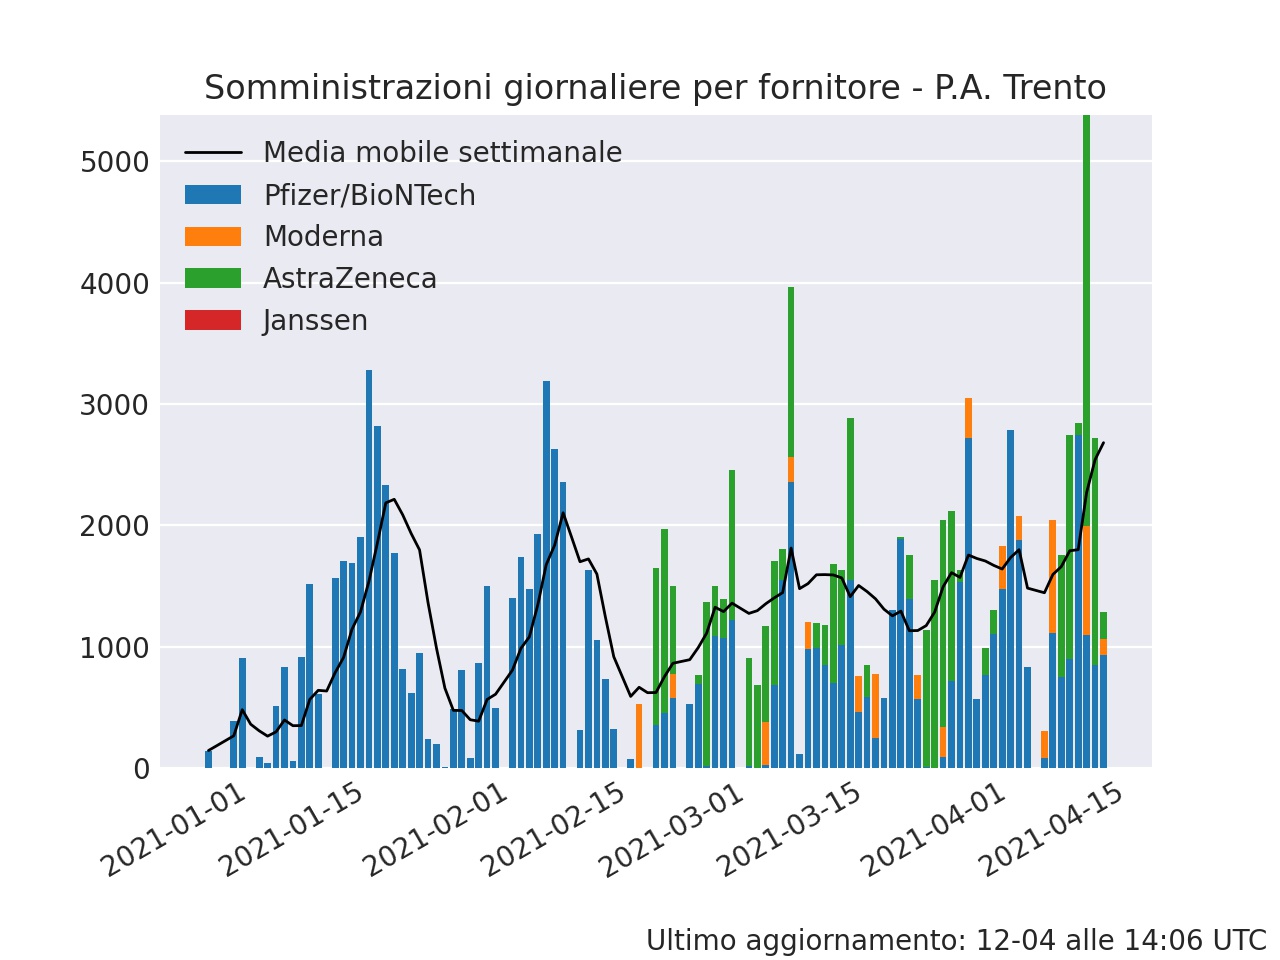 Somministrazioni giornaliere per fornitore - P.A. Trento
Media mobile settimanale
Pfizer/BioNTech
Moderna
AstraZeneca
Janssen
5000
4000
3000
2000
1000
0
2021-01-01
2021-01-15
2021-02-01
2021-02-15
2021-03-01
2021-03-15
2021-04-01
2021-04-15
Ultimo aggiornamento: 12-04 alle 14:06 UTC